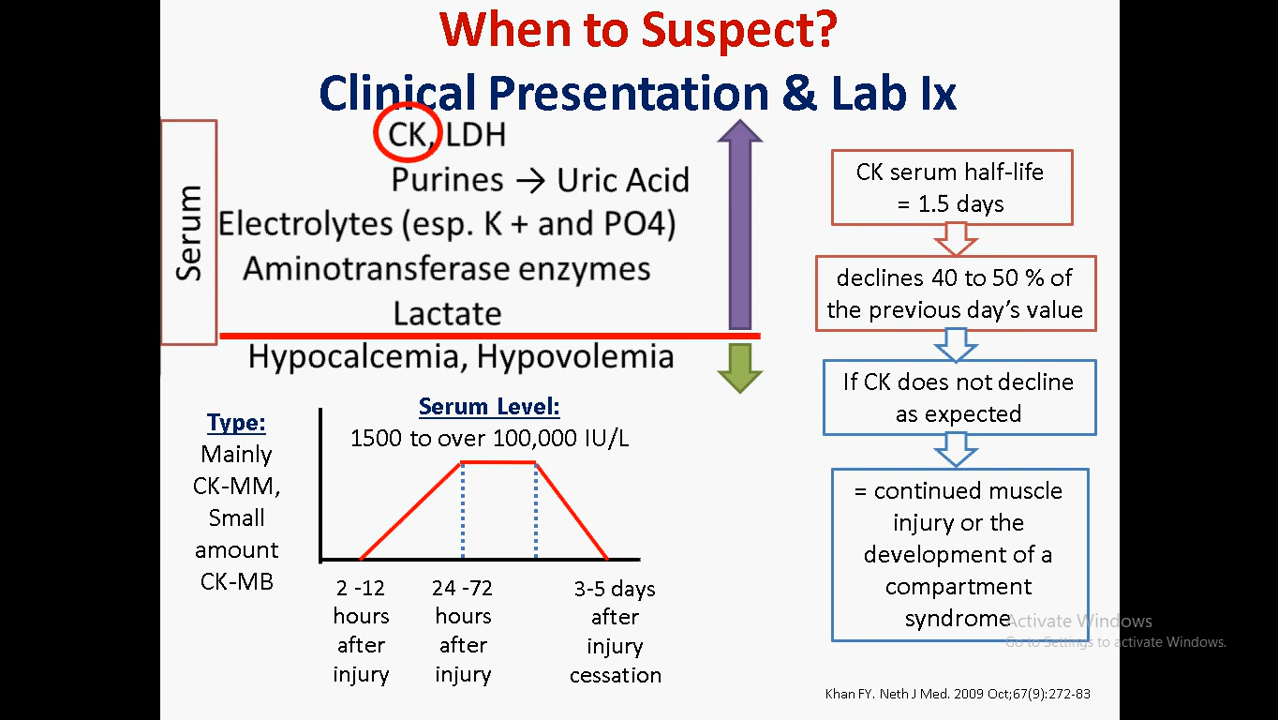 When to Suspect?
Clinical Presentation & Lab Ix
Serum
CK, LDH
Purines → Uric Acid
Electrolytes (esp. K + and PO4)
Aminotransferase enzymes
Lactate
Hypocalcemia, Hypovolemia
Type:
Mainly
CK-MM,
Small
amount
CK-MB
Serum Level:
1500 to over 100,000 IU/L
2 -12
hours
after
injury
24 -72
hours
after
injury
3-5 days
after
injury
cessation
CK serum half-life
= 1.5 days
declines 40 to 50 % of
the previous day’s value
If CK does not decline
as expected
= continued muscle
injury or the
development of a
compartment
syndrome
Activate Windows
Go to Settings to activate Windows.
Khan FY. Neth J Med. 2009 Oct;67(9):272-83